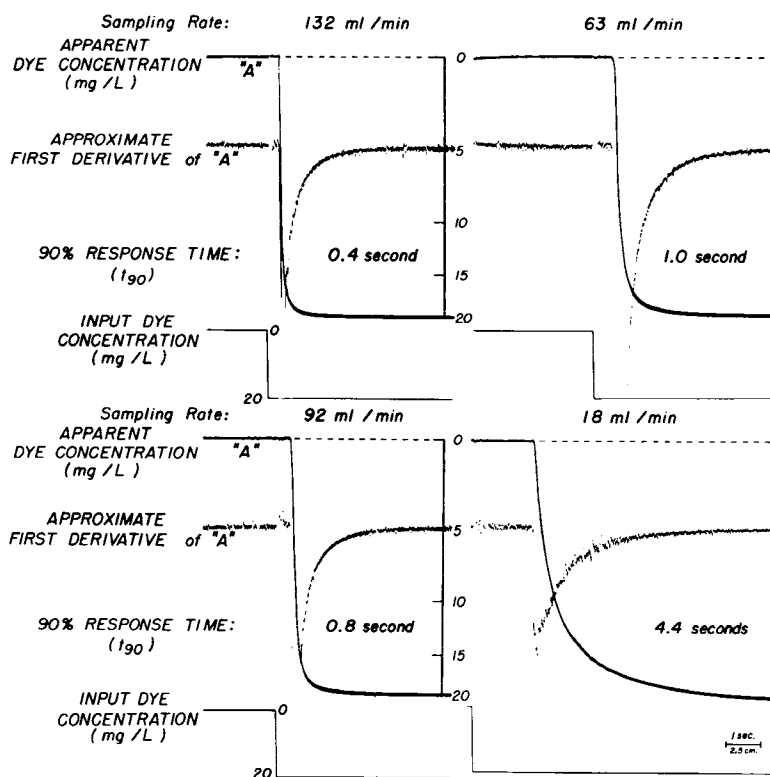 Sampling Rate: 132 ml/min 63 ml/min
APPARENT
DYE CONCENTRATION
(mg/L)
"A"
0
APPROXIMATE
FIRST DERIVATIVE of "A"
5
10
90% RESPONSE TIME:
(t90)
0.4 second
1.0 second
15
20
INPUT DYE
CONCENTRATION
(mg/L)
0
20
Sampling Rate: 92 ml/min 18 ml/min
APPARENT
DYE CONCENTRATION
(mg/L)
"A"
0
APPROXIMATE
FIRST DERIVATIVE of "A"
5
10
90% RESPONSE TIME:
(t90)
0.8 second
4.4 seconds
15
20
INPUT DYE
CONCENTRATION
(mg/L)
0
20
1 sec.
2.5 cm.